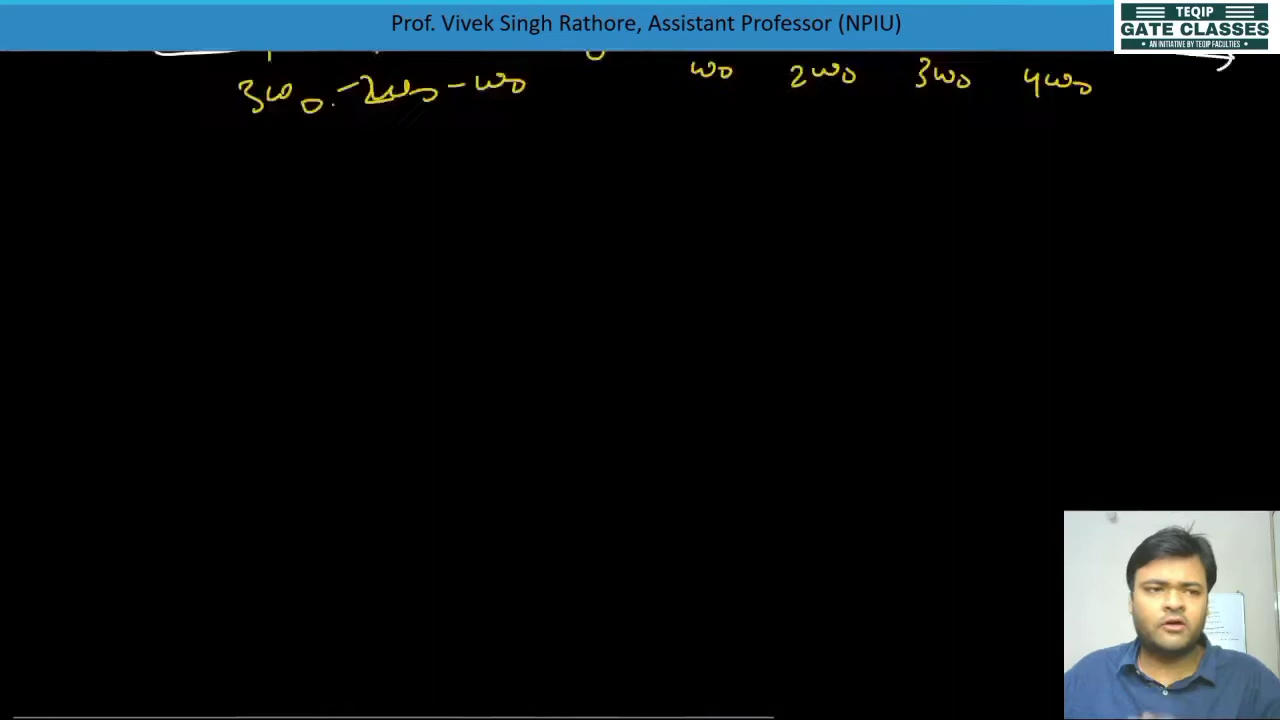 Prof. Vivek Singh Rathore, Assistant Professor (NPIU)
TEQIP
GATE CLASSES
• AN INITIATIVE BY TEQIP FACULTIES •
3ω₀ -2ω₀ -ω₀ ω₀ 2ω₀ 3ω₀ 4ω₀